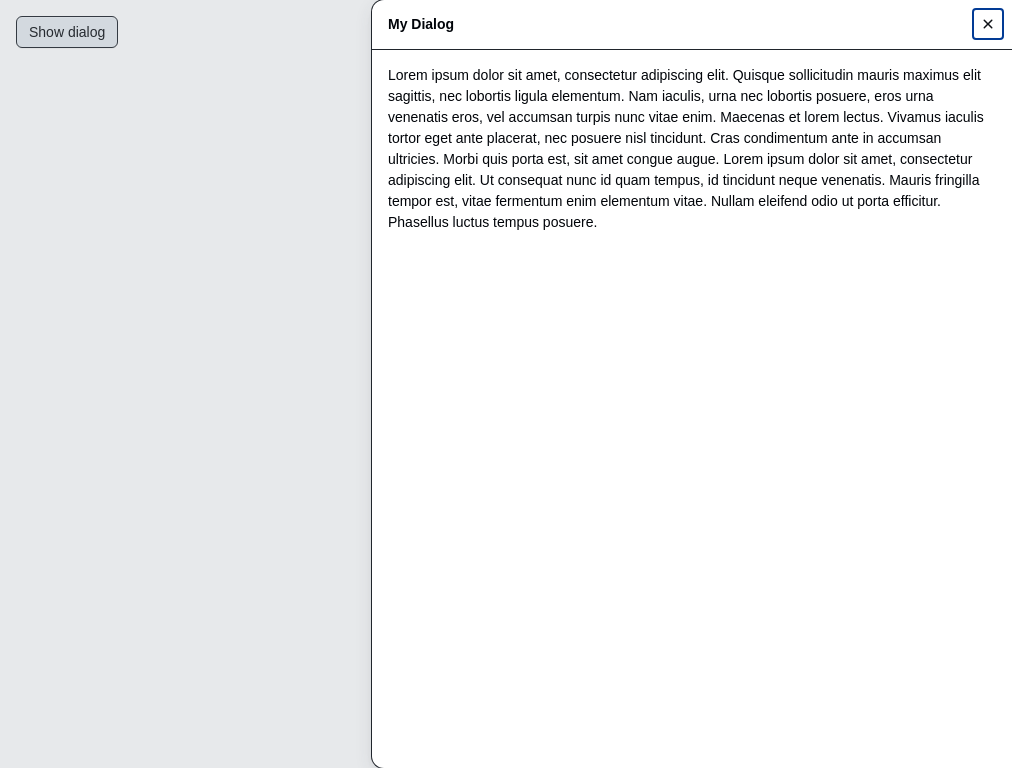 Show dialog
My Dialog
Lorem ipsum dolor sit amet, consectetur adipiscing elit. Quisque sollicitudin mauris maximus elit
sagittis, nec lobortis ligula elementum. Nam iaculis, urna nec lobortis posuere, eros urna
venenatis eros, vel accumsan turpis nunc vitae enim. Maecenas et lorem lectus. Vivamus iaculis
tortor eget ante placerat, nec posuere nisl tincidunt. Cras condimentum ante in accumsan
ultricies. Morbi quis porta est, sit amet congue augue. Lorem ipsum dolor sit amet, consectetur
adipiscing elit. Ut consequat nunc id quam tempus, id tincidunt neque venenatis. Mauris fringilla
tempor est, vitae fermentum enim elementum vitae. Nullam eleifend odio ut porta efficitur.
Phasellus luctus tempus posuere.